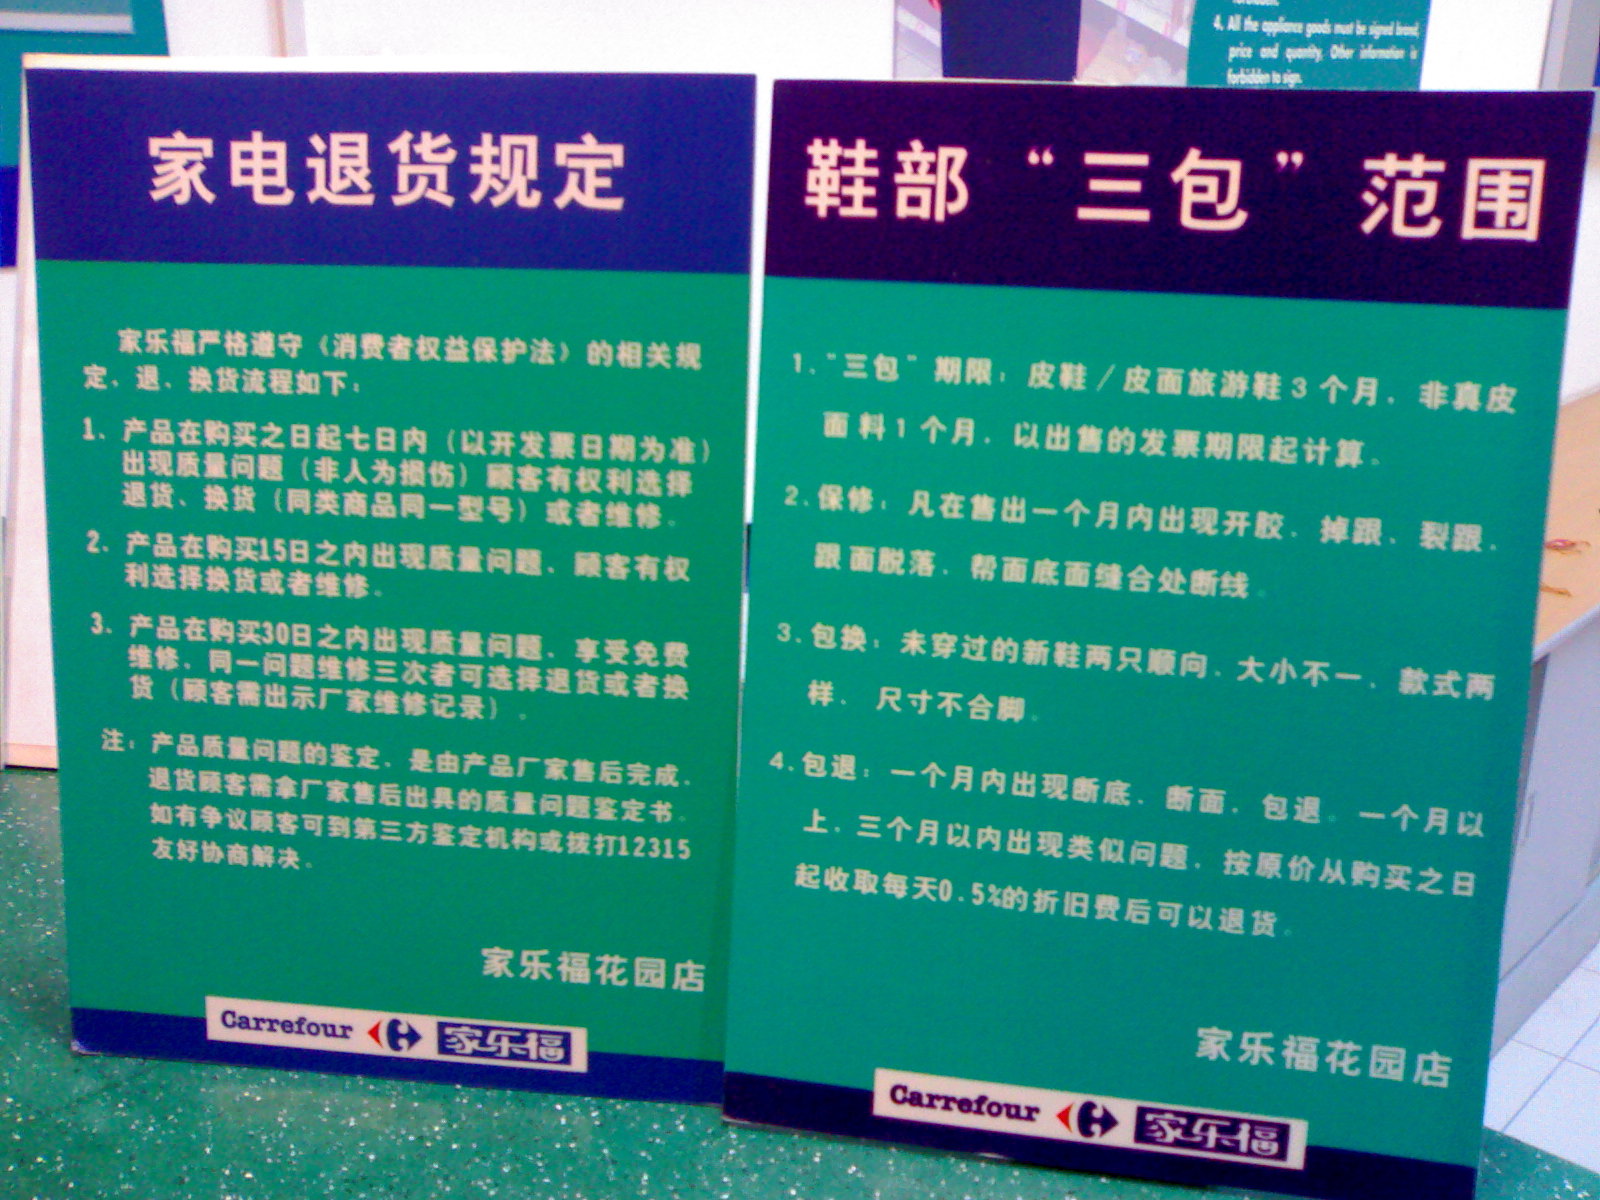 forbidden.
4. All the appliance goods must be signed brand,
price and quantity. Other information is
forbidden to sign.
家电退货规定
家乐福严格遵守《消费者权益保护法》的相关规
定、退、换货流程如下：
1、产品在购买之日起七日内（以开发票日期为准）
出现质量问题（非人为损伤）顾客有权利选择
退货、换货（同类商品同一型号）或者维修。
2、产品在购买15日之内出现质量问题、顾客有权
利选择换货或者维修。
3、产品在购买30日之内出现质量问题、享受免费
维修，同一问题维修三次者可选择退货或者换
货（顾客需出示厂家维修记录）。
注：产品质量问题的鉴定，是由产品厂家售后完成，
退货顾客需拿厂家售后出具的质量问题鉴定书。
如有争议顾客可到第三方鉴定机构或拨打12315
友好协商解决。
家乐福花园店
Carrefour 家乐福
鞋部“三包”范围
1、“三包”期限：皮鞋/皮面旅游鞋3个月，非真皮
面料1个月，以出售的发票期限起计算。
2、保修：凡在售出一个月内出现开胶、掉跟、裂跟、
跟面脱落，帮面底面缝合处断线。
3、包换：未穿过的新鞋两只顺向、大小不一、款式两
样，尺寸不合脚。
4、包退：一个月内出现断底、断面，包退。一个月以
上，三个月以内出现类似问题，按原价从购买之日
起收取每天0.5%的折旧费后可以退货。
家乐福花园店
Carrefour 家乐福